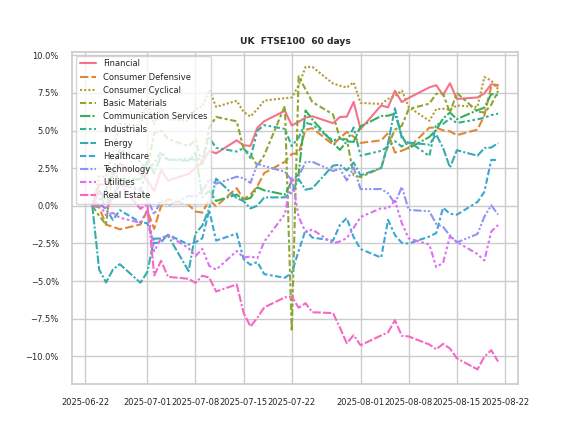 UK  FTSE100  60 days
10.0%
7.5%
5.0%
2.5%
0.0%
−2.5%
−5.0%
−7.5%
−10.0%
Financial
Consumer Defensive
Consumer Cyclical
Basic Materials
Communication Services
Industrials
Energy
Healthcare
Technology
Utilities
Real Estate
2025-06-22
2025-07-01
2025-07-08
2025-07-15
2025-07-22
2025-08-01
2025-08-08
2025-08-15
2025-08-22